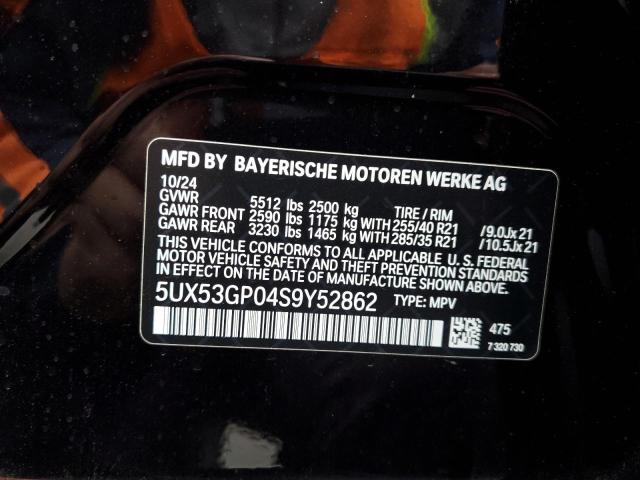 MFD BY BAYERISCHE MOTOREN WERKE AG
10/24
GVWR 5512 lbs 2500 kg TIRE / RIM
GAWR FRONT 2590 lbs 1175 kg WITH 255/40 R21 /9.0Jx21
GAWR REAR 3230 lbs 1465 kg WITH 285/35 R21 /10.5Jx21
THIS VEHICLE CONFORMS TO ALL APPLICABLE U. S. FEDERAL
MOTOR VEHICLE SAFETY, BUMPER, AND THEFT PREVENTION
STANDARDS IN EFFECT ON THE DATE OF MANUFACTURE SHOWN ABOVE.
5UX53GP04S9Y52862 TYPE: MPV
475
7 320 730